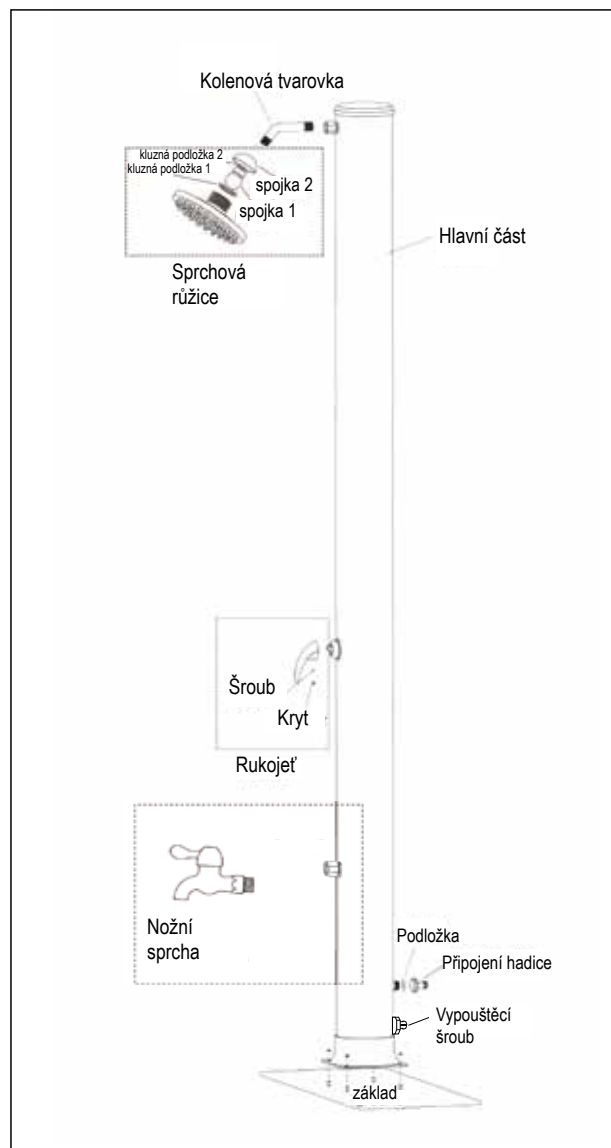 Kolenová tvarovka
kluzná podložka 2
kluzná podložka 1
spojka 2
spojka 1
Sprchová
růžice
Hlavní část
Šroub
Kryt
Rukojeť
Nožní
sprcha
Podložka
Připojení hadice
Vypouštěcí
šroub
základ